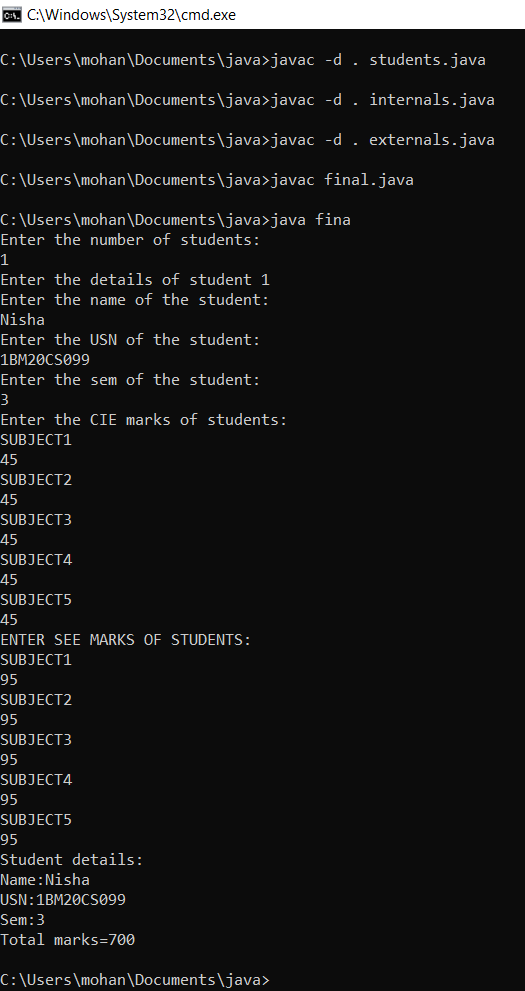 C:\Windows\System32\cmd.exe
C:\Users\mohan\Documents\java>javac -d . students.java
C:\Users\mohan\Documents\java>javac -d . internals.java
C:\Users\mohan\Documents\java>javac -d . externals.java
C:\Users\mohan\Documents\java>javac final.java
C:\Users\mohan\Documents\java>java fina
Enter the number of students:
1
Enter the details of student 1
Enter the name of the student:
Nisha
Enter the USN of the student:
1BM20CS099
Enter the sem of the student:
3
Enter the CIE marks of students:
SUBJECT1
45
SUBJECT2
45
SUBJECT3
45
SUBJECT4
45
SUBJECT5
45
ENTER SEE MARKS OF STUDENTS:
SUBJECT1
95
SUBJECT2
95
SUBJECT3
95
SUBJECT4
95
SUBJECT5
95
Student details:
Name:Nisha
USN:1BM20CS099
Sem:3
Total marks=700
C:\Users\mohan\Documents\java>